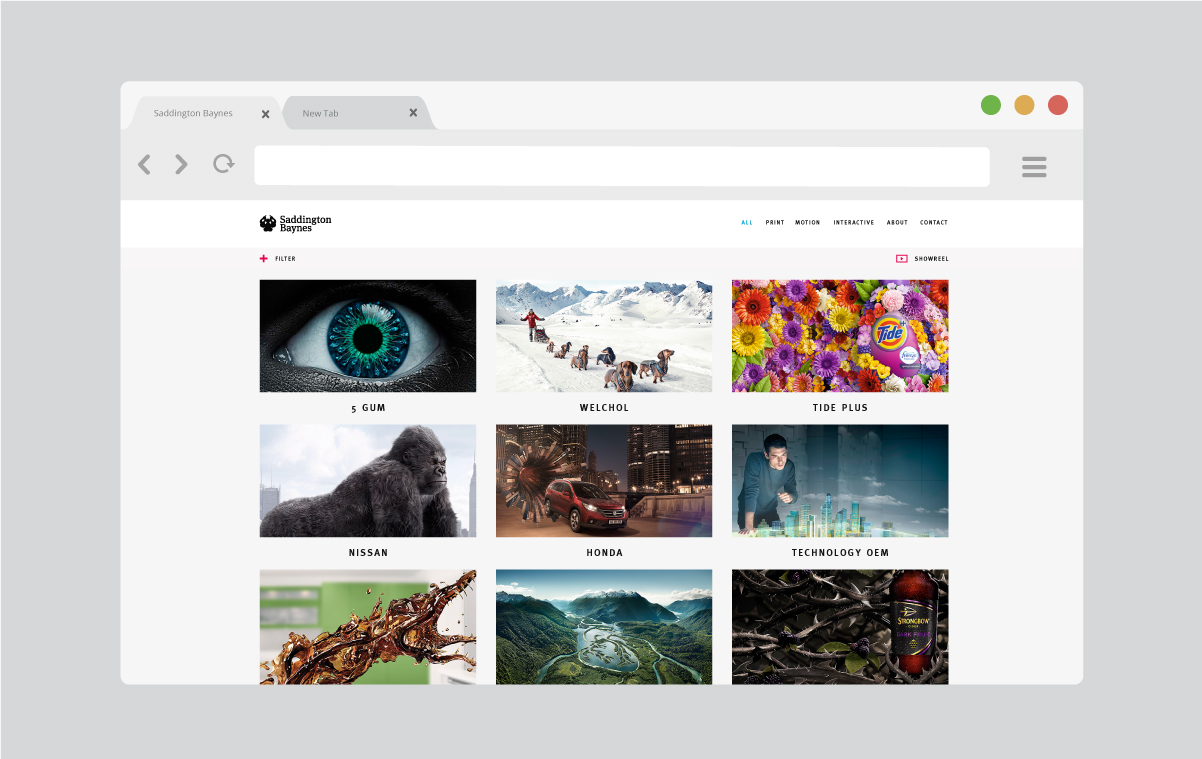 Saddington Baynes
New Tab
Saddington
Baynes
ALL PRINT MOTION INTERACTIVE ABOUT CONTACT
FILTER
SHOWREEL
Tide+
febreze
5 GUM
WELCHOL
TIDE PLUS
NISSAN
HONDA
TECHNOLOGY OEM
STRONGBOW
CIDER
DARK FRUIT